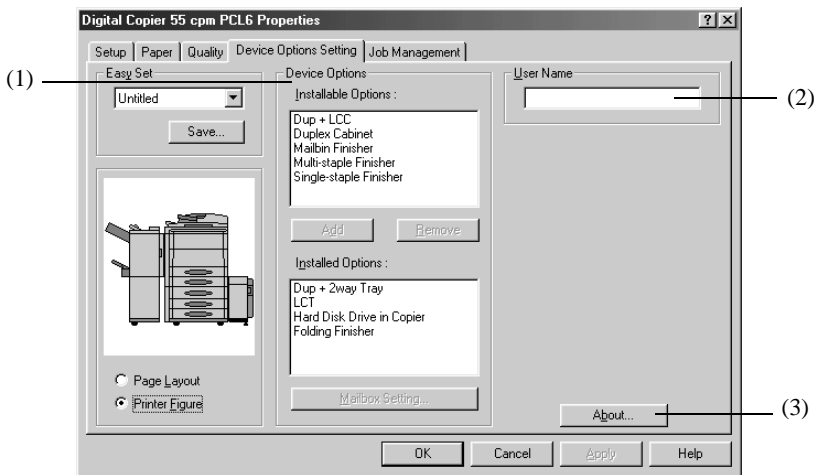 Digital Copier 55 cpm PCL6 Properties
Setup Paper Quality Device Options Setting Job Management
(1)
Easy Set
Untitled
Save...
Device Options
Installable Options :
Dup + LCC
Duplex Cabinet
Mailbin Finisher
Multi-staple Finisher
Single-staple Finisher
Add Remove
Installed Options :
Dup + 2way Tray
LCT
Hard Disk Drive in Copier
Folding Finisher
Mailbox Setting...
User Name
(2)
Page Layout
Printer Figure
About...
(3)
OK Cancel Apply Help